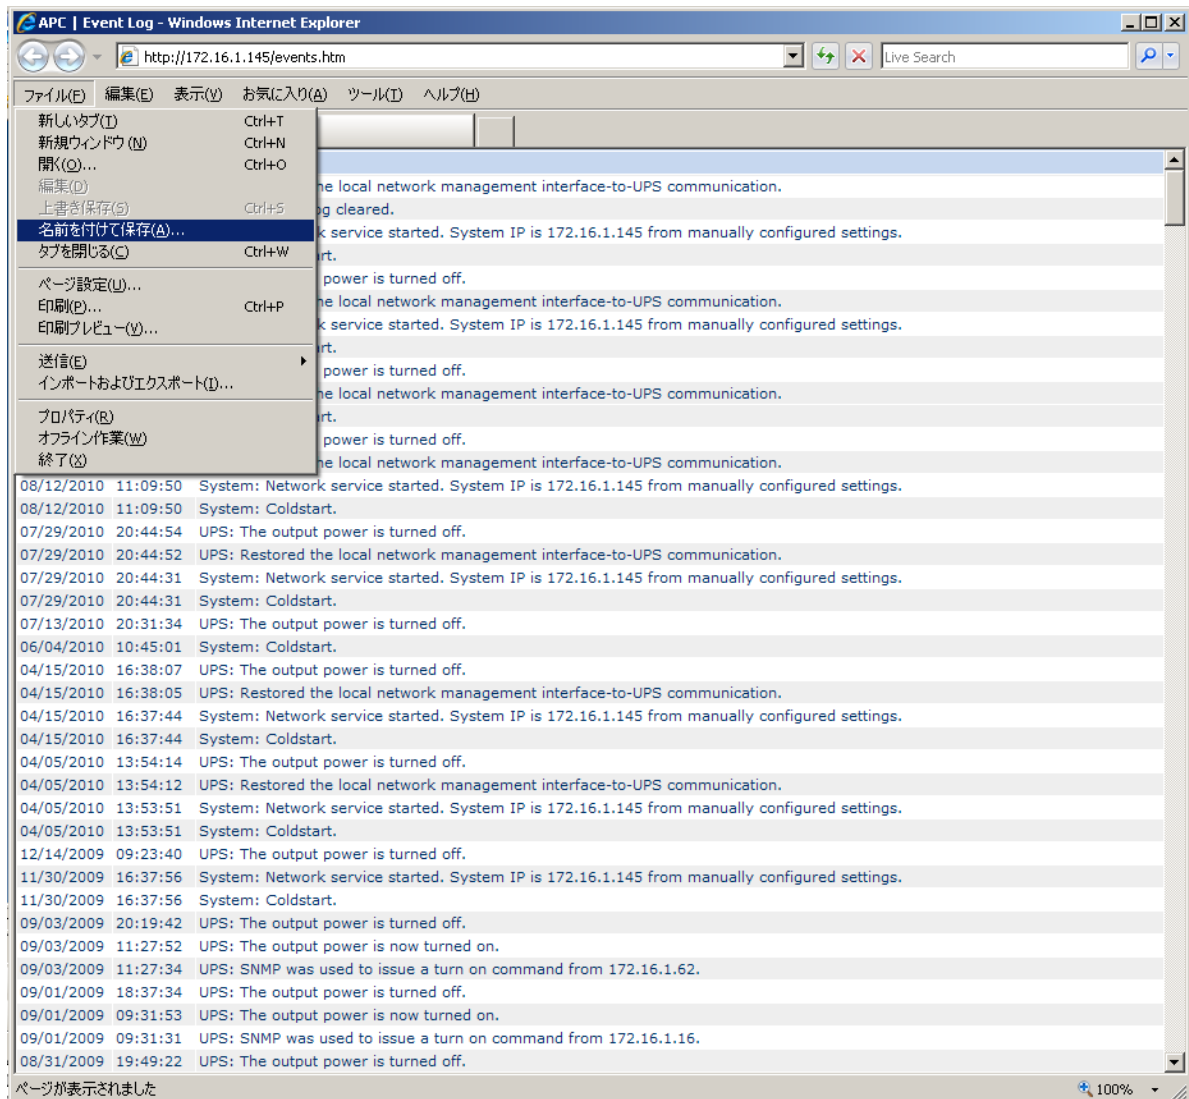 APC | Event Log - Windows Internet Explorer
http://172.16.1.145/events.htm
Live Search
ファイル(F) 編集(E) 表示(V) お気に入り(A) ツール(T) ヘルプ(H)
新しいタブ(T) Ctrl+T
新規ウィンドウ(N) Ctrl+N
開く(O)... Ctrl+O
編集(D)
上書き保存(S) Ctrl+S
名前を付けて保存(A)...
タブを閉じる(C) Ctrl+W
ページ設定(U)...
印刷(P)... Ctrl+P
印刷プレビュー(V)...
送信(E)
インポートおよびエクスポート(I)...
プロパティ(R)
オフライン作業(W)
終了(X)
he local network management interface-to-UPS communication.
og cleared.
k service started. System IP is 172.16.1.145 from manually configured settings.
rt.
power is turned off.
he local network management interface-to-UPS communication.
k service started. System IP is 172.16.1.145 from manually configured settings.
rt.
power is turned off.
he local network management interface-to-UPS communication.
rt.
power is turned off.
he local network management interface-to-UPS communication.
08/12/2010 11:09:50 System: Network service started. System IP is 172.16.1.145 from manually configured settings.
08/12/2010 11:09:50 System: Coldstart.
07/29/2010 20:44:54 UPS: The output power is turned off.
07/29/2010 20:44:52 UPS: Restored the local network management interface-to-UPS communication.
07/29/2010 20:44:31 System: Network service started. System IP is 172.16.1.145 from manually configured settings.
07/29/2010 20:44:31 System: Coldstart.
07/13/2010 20:31:34 UPS: The output power is turned off.
06/04/2010 10:45:01 System: Coldstart.
04/15/2010 16:38:07 UPS: The output power is turned off.
04/15/2010 16:38:05 UPS: Restored the local network management interface-to-UPS communication.
04/15/2010 16:37:44 System: Network service started. System IP is 172.16.1.145 from manually configured settings.
04/15/2010 16:37:44 System: Coldstart.
04/05/2010 13:54:14 UPS: The output power is turned off.
04/05/2010 13:54:12 UPS: Restored the local network management interface-to-UPS communication.
04/05/2010 13:53:51 System: Network service started. System IP is 172.16.1.145 from manually configured settings.
04/05/2010 13:53:51 System: Coldstart.
12/14/2009 09:23:40 UPS: The output power is turned off.
11/30/2009 16:37:56 System: Network service started. System IP is 172.16.1.145 from manually configured settings.
11/30/2009 16:37:56 System: Coldstart.
09/03/2009 20:19:42 UPS: The output power is turned off.
09/03/2009 11:27:52 UPS: The output power is now turned on.
09/03/2009 11:27:34 UPS: SNMP was used to issue a turn on command from 172.16.1.62.
09/01/2009 18:37:34 UPS: The output power is turned off.
09/01/2009 09:31:53 UPS: The output power is now turned on.
09/01/2009 09:31:31 UPS: SNMP was used to issue a turn on command from 172.16.1.16.
08/31/2009 19:49:22 UPS: The output power is turned off.
ページが表示されました 100%